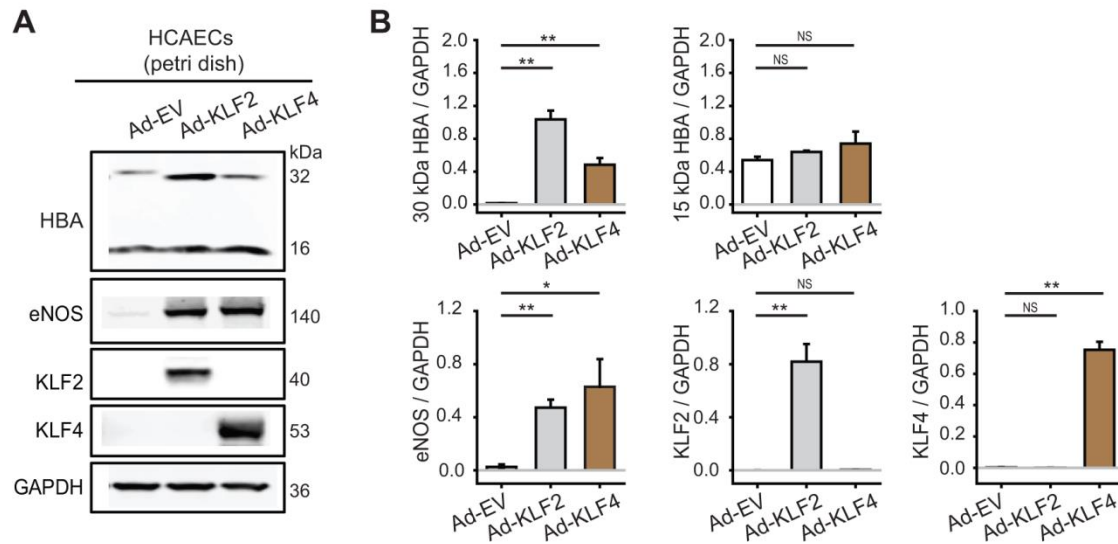 A
HCAECs
(petri dish)
Ad-EV
Ad-KLF2
Ad-KLF4
kDa
HBA
32
16
eNOS
140
KLF2
40
KLF4
53
GAPDH
36
B
30 kDa HBA / GAPDH
2.0
1.6
1.2
0.8
0.4
0.0
**
**
Ad-EV
Ad-KLF2
Ad-KLF4
15 kDa HBA / GAPDH
2.0
1.6
1.2
0.8
0.4
0.0
NS
NS
Ad-EV
Ad-KLF2
Ad-KLF4
eNOS / GAPDH
1.2
0.8
0.4
0.0
*
**
Ad-EV
Ad-KLF2
Ad-KLF4
KLF2 / GAPDH
1.2
0.8
0.4
0.0
NS
**
Ad-EV
Ad-KLF2
Ad-KLF4
KLF4 / GAPDH
1.0
0.8
0.6
0.4
0.2
0.0
**
NS
Ad-EV
Ad-KLF2
Ad-KLF4